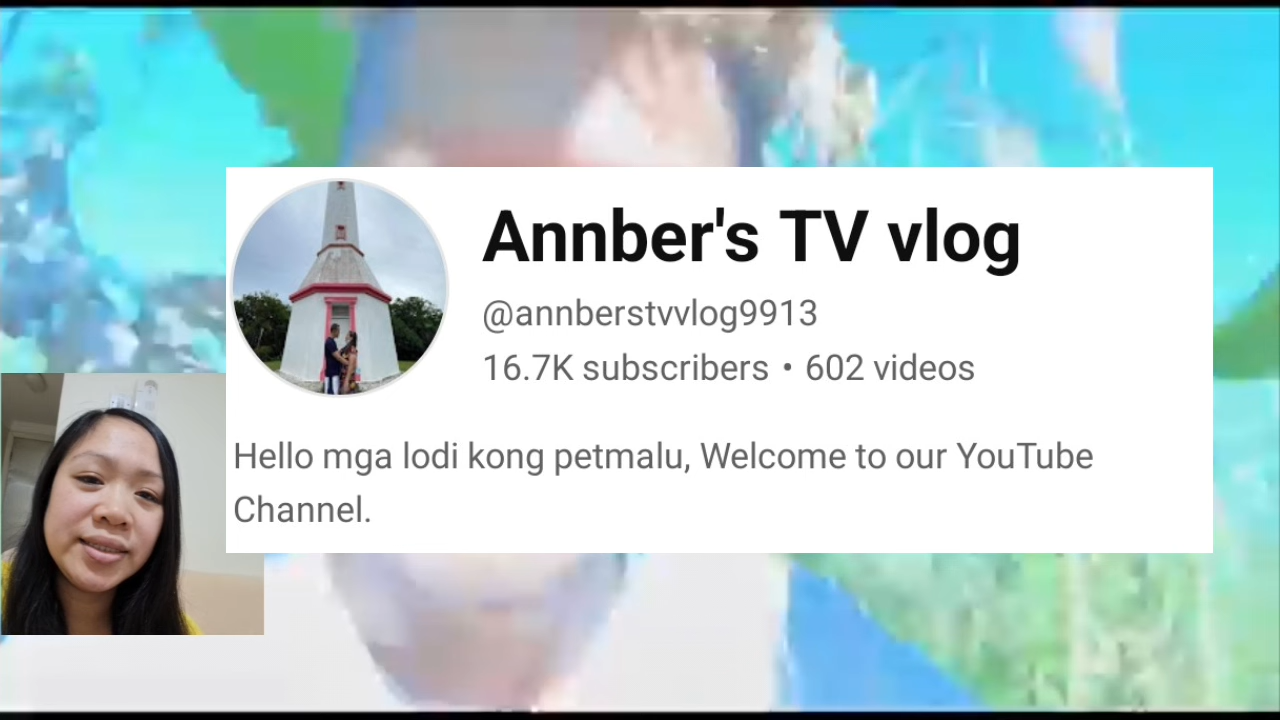 Annber's TV vlog
@annberstvvlog9913
16.7K subscribers • 602 videos
Hello mga lodi kong petmalu, Welcome to our YouTube
Channel.